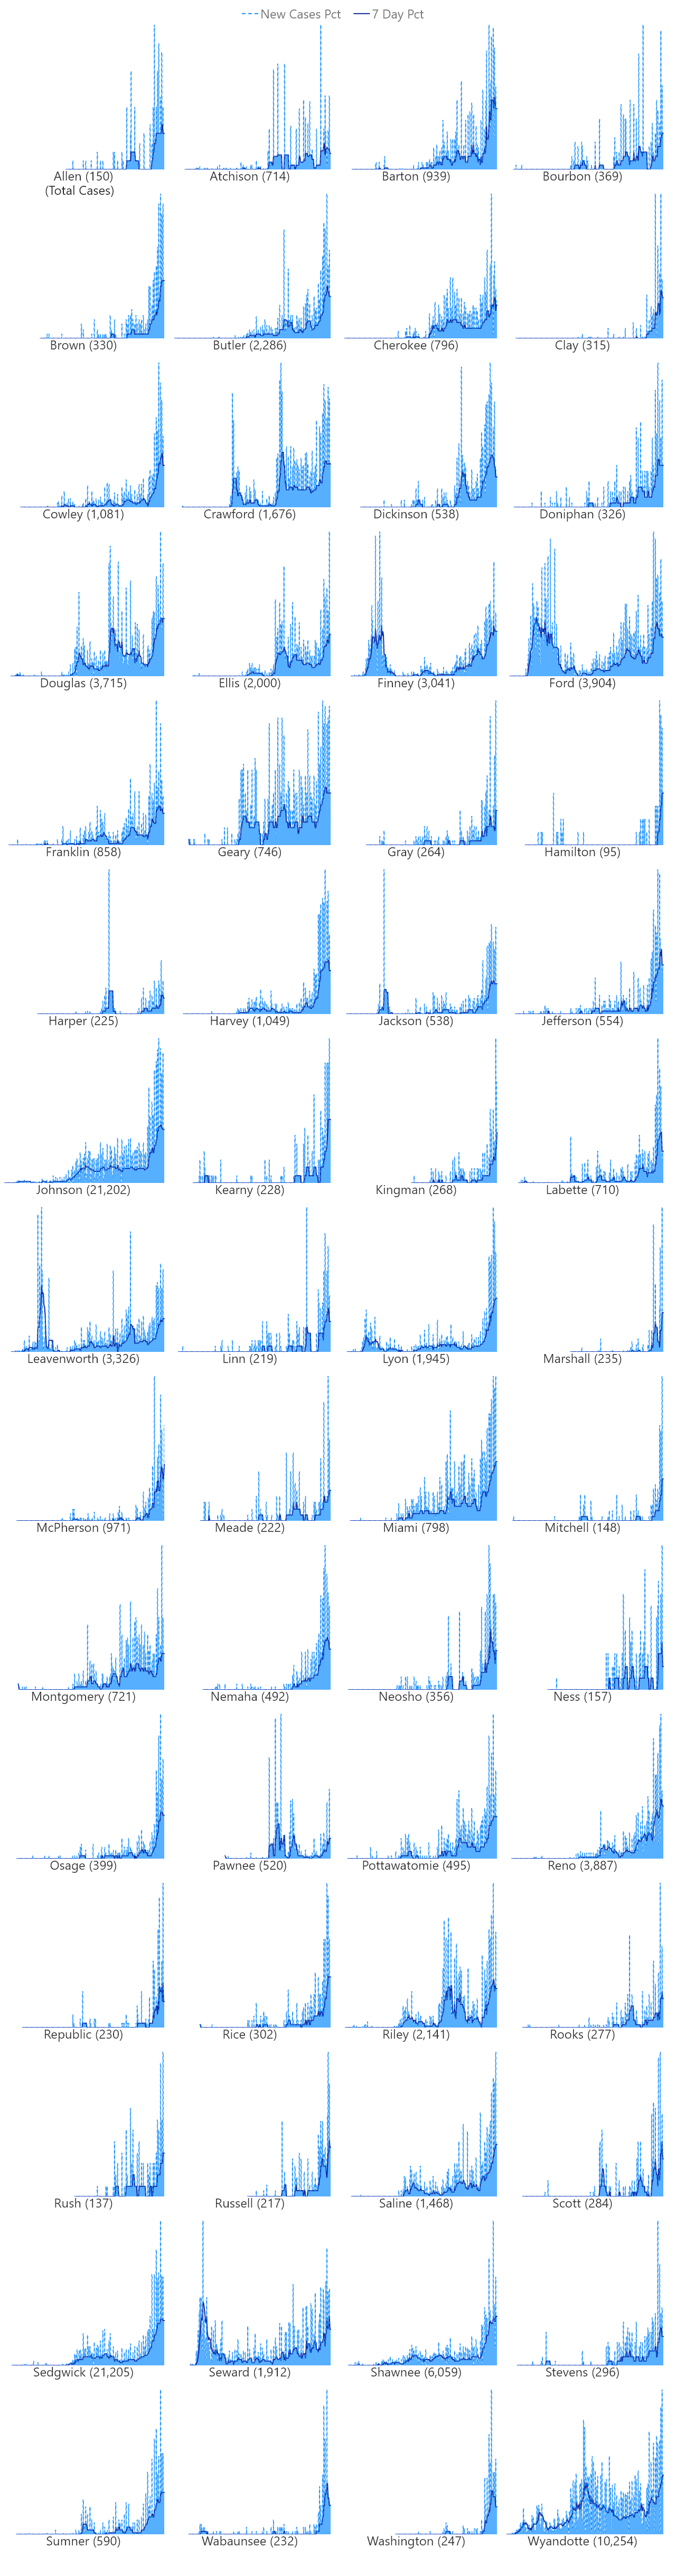 New Cases Pct 7 Day Pct
Allen (150) Atchison (714) Barton (939) Bourbon (369)
(Total Cases)
Brown (330) Butler (2,286) Cherokee (796) Clay (315)
Cowley (1,081) Crawford (1,676) Dickinson (538) Doniphan (326)
Douglas (3,715) Ellis (2,000) Finney (3,041) Ford (3,904)
Franklin (858) Geary (746) Gray (264) Hamilton (95)
Harper (225) Harvey (1,049) Jackson (538) Jefferson (554)
Johnson (21,202) Kearny (228) Kingman (268) Labette (710)
Leavenworth (3,326) Linn (219) Lyon (1,945) Marshall (235)
McPherson (971) Meade (222) Miami (798) Mitchell (148)
Montgomery (721) Nemaha (492) Neosho (356) Ness (157)
Osage (399) Pawnee (520) Pottawatomie (495) Reno (3,887)
Republic (230) Rice (302) Riley (2,141) Rooks (277)
Rush (137) Russell (217) Saline (1,468) Scott (284)
Sedgwick (21,205) Seward (1,912) Shawnee (6,059) Stevens (296)
Sumner (590) Wabaunsee (232) Washington (247) Wyandotte (10,254)